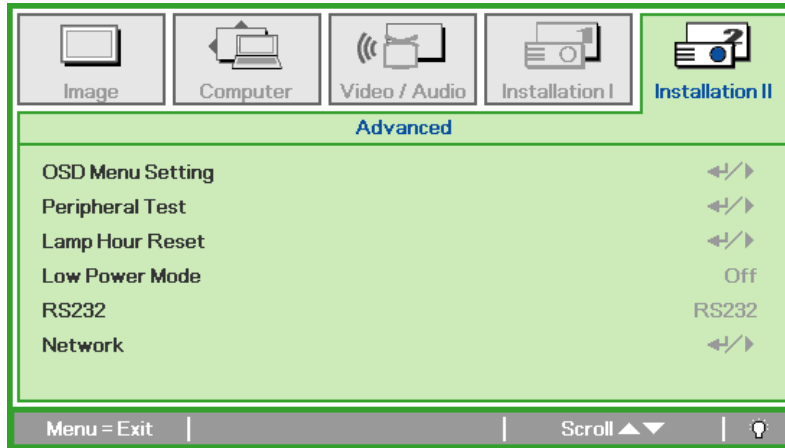 Image Computer Video / Audio Installation I Installation II
Advanced
OSD Menu Setting
Peripheral Test
Lamp Hour Reset
Low Power Mode Off
RS232 RS232
Network
Menu = Exit Scroll